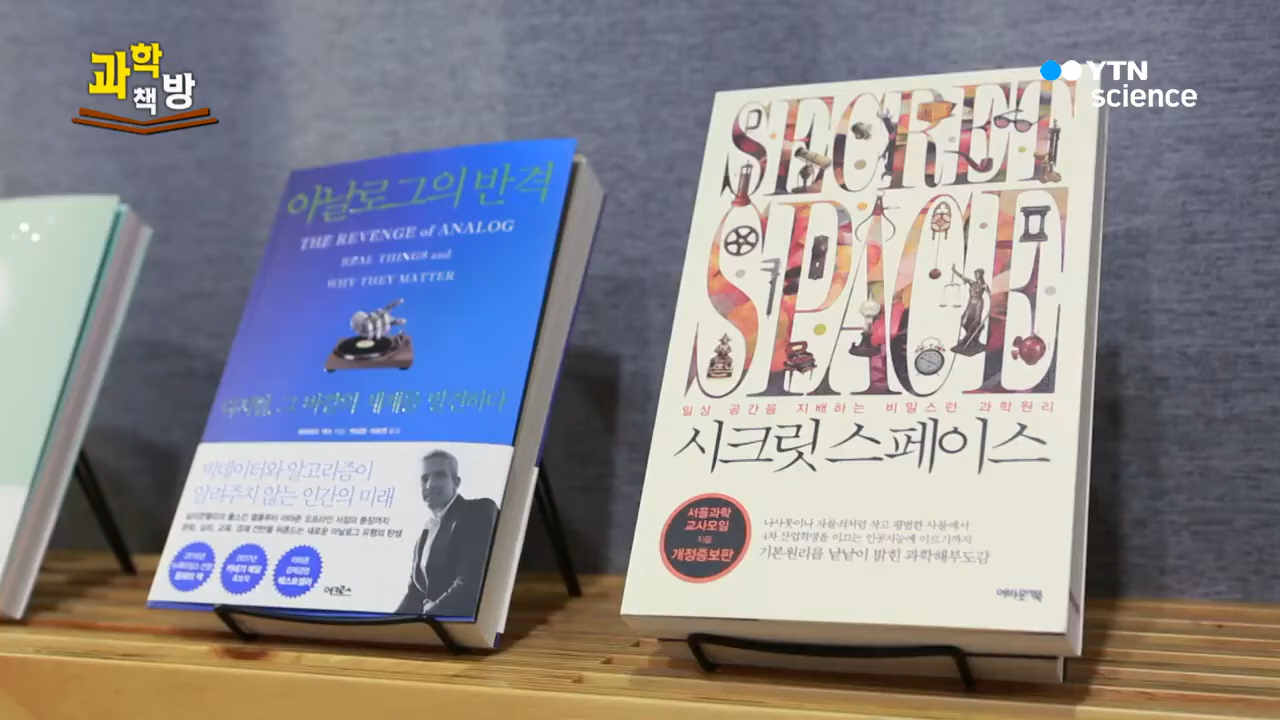 과학
책방
YTN
science
아날로그의 반격
THE REVENGE of ANALOG
REAL THINGS and
WHY THEY MATTER
디지털, 그 바깥의 세계를 발견하다
빅데이터와 알고리즘이
알려주지 않는 인간의 미래
베스트셀러
어크로스
SECRET
SPACE
일상 공간을 지배하는 비밀스런 과학원리
시크릿 스페이스
서울과학
교사모임
지음
개정증보판
나사못이나 자물쇠처럼 작고 평범한 사물에서
4차 산업혁명을 이끄는 인공지능에 이르기까지
기본원리를 낱낱이 밝힌 과학해부도감
어바웃어북